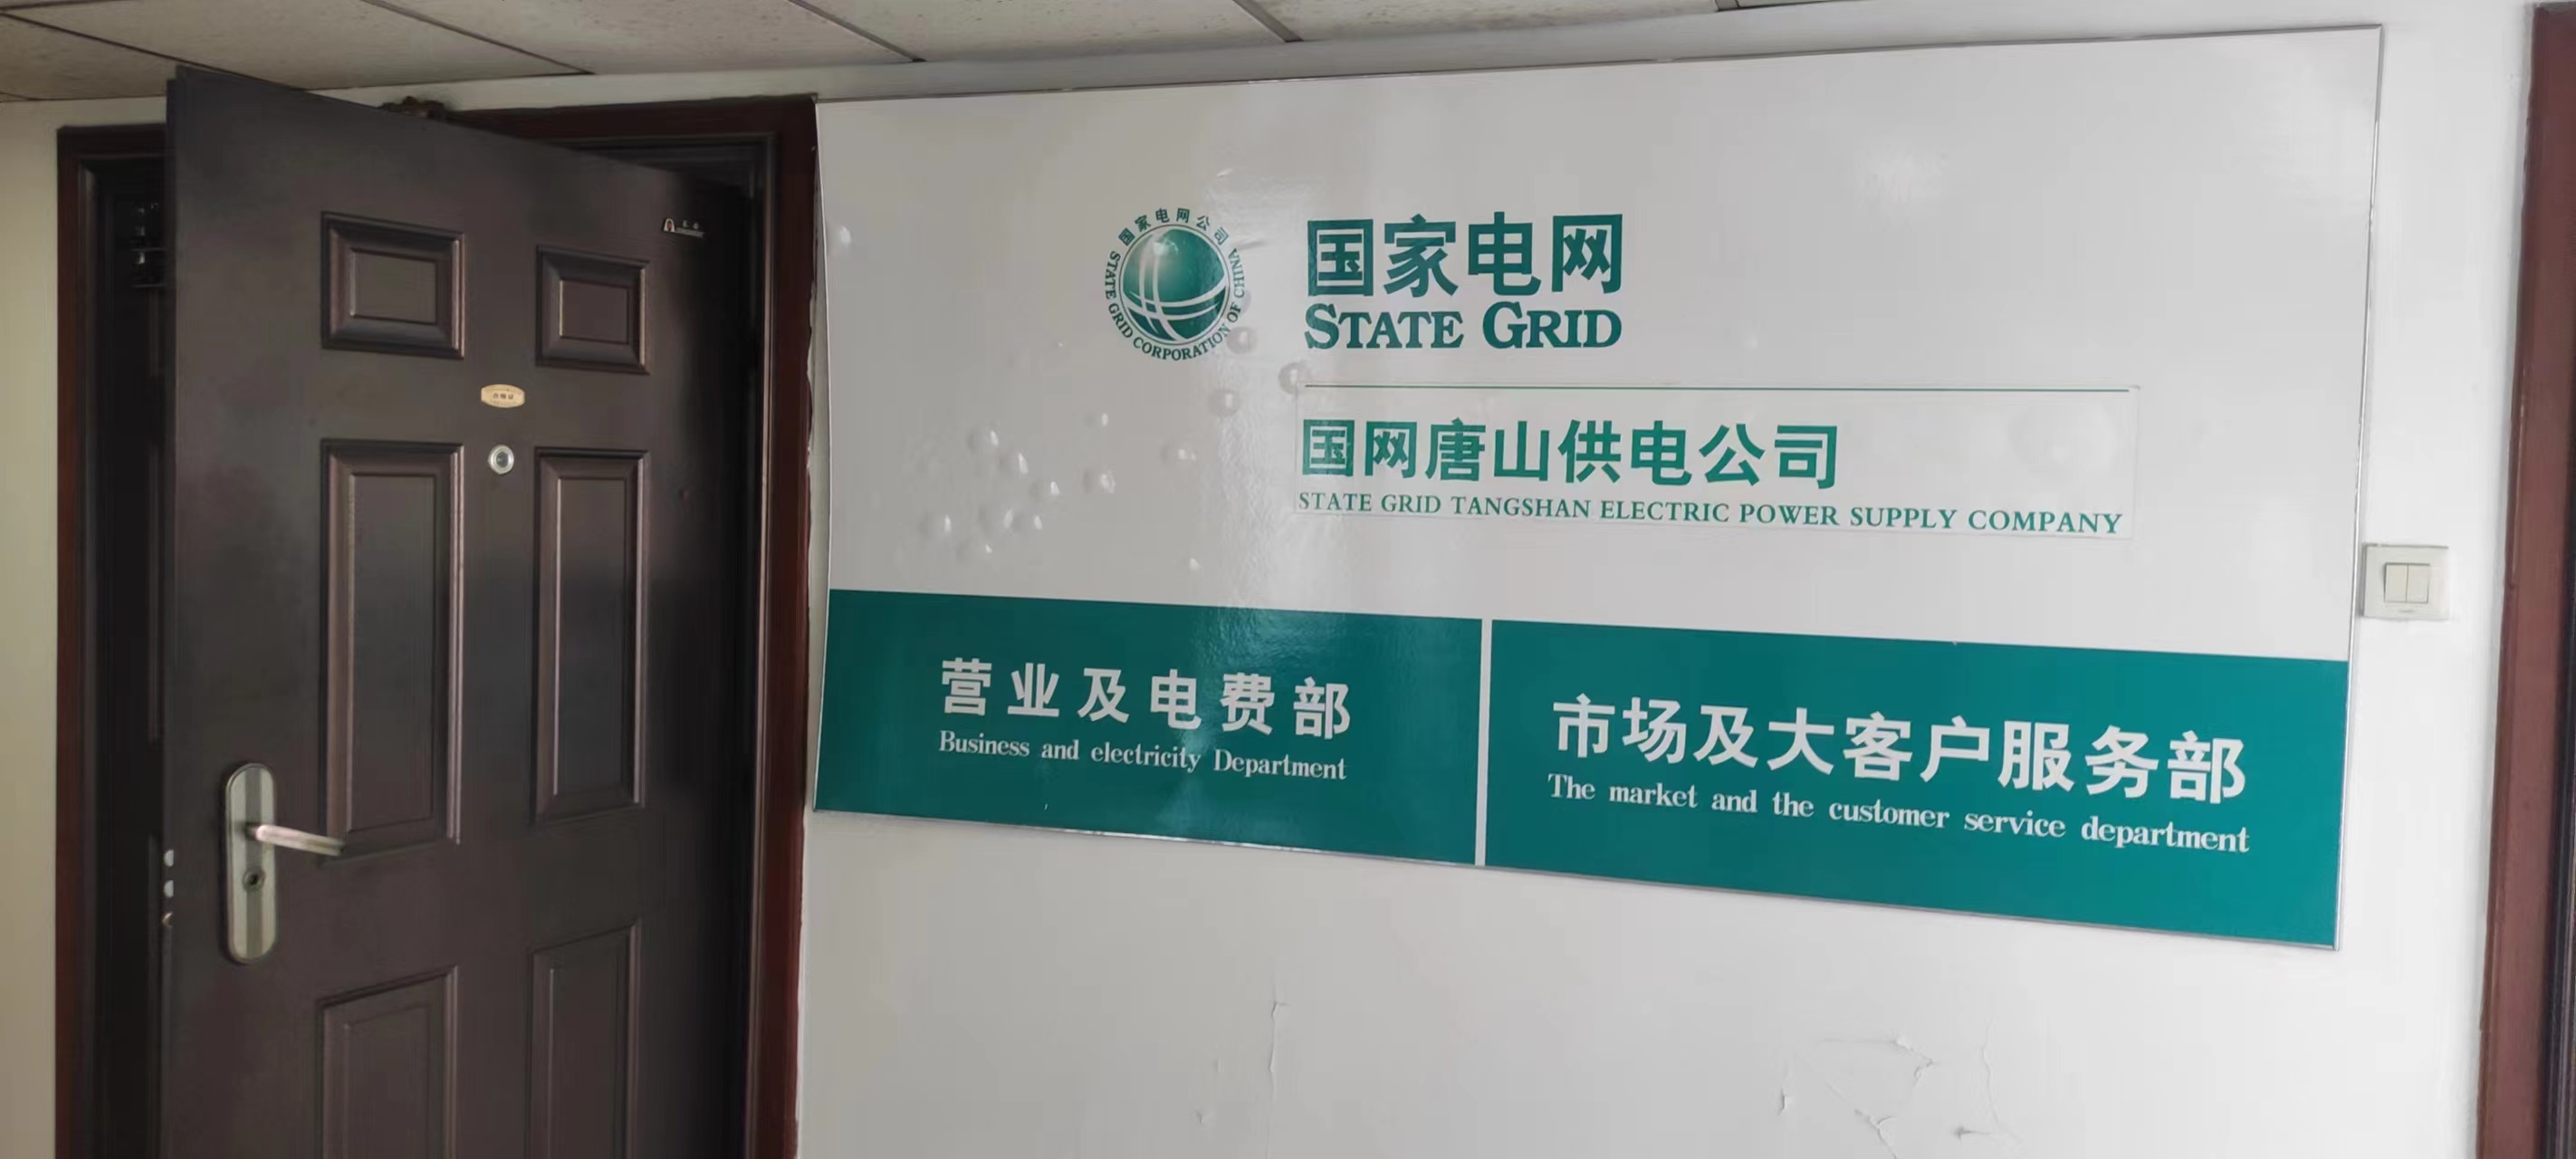 国家电网公司
STATE GRID CORPORATION OF CHINA
国家电网
STATE GRID
国网唐山供电公司
STATE GRID TANGSHAN ELECTRIC POWER SUPPLY COMPANY
营业及电费部
Business and electricity Department
市场及大客户服务部
The market and the customer service department